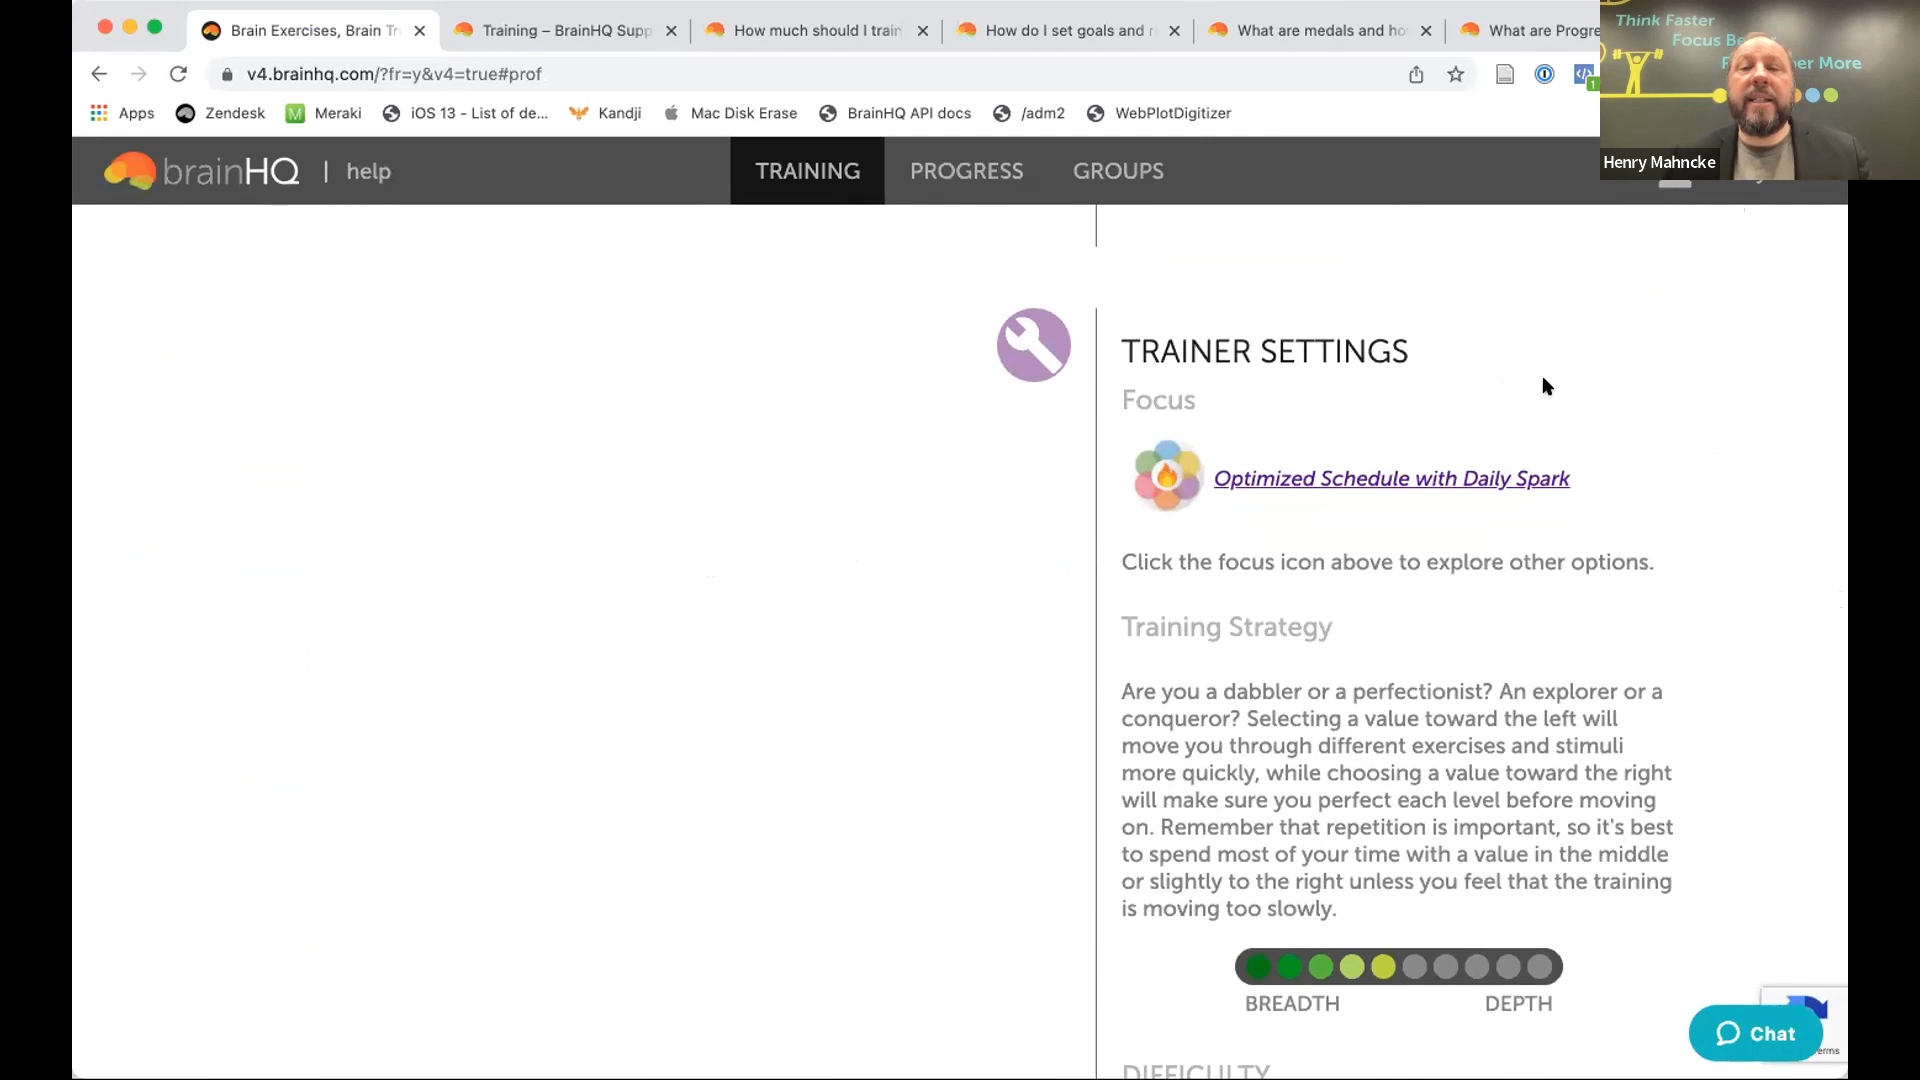 Brain Exercises, Brain Tr
Training – BrainHQ Supp
How much should I train
How do I set goals and r
What are medals and ho
What are Progre
v4.brainhq.com/?fr=y&v4=true#prof
Apps
Zendesk
Meraki
iOS 13 - List of de...
Kandji
Mac Disk Erase
BrainHQ API docs
/adm2
WebPlotDigitizer
Think Faster
Focus Be
ber More
Henry Mahncke
brainHQ | help
TRAINING
PROGRESS
GROUPS
TRAINER SETTINGS
Focus
Optimized Schedule with Daily Spark
Click the focus icon above to explore other options.
Training Strategy
Are you a dabbler or a perfectionist? An explorer or a
conqueror? Selecting a value toward the left will
move you through different exercises and stimuli
more quickly, while choosing a value toward the right
will make sure you perfect each level before moving
on. Remember that repetition is important, so it's best
to spend most of your time with a value in the middle
or slightly to the right unless you feel that the training
is moving too slowly.
BREADTH
DEPTH
Chat
erms
DIFFICULTY